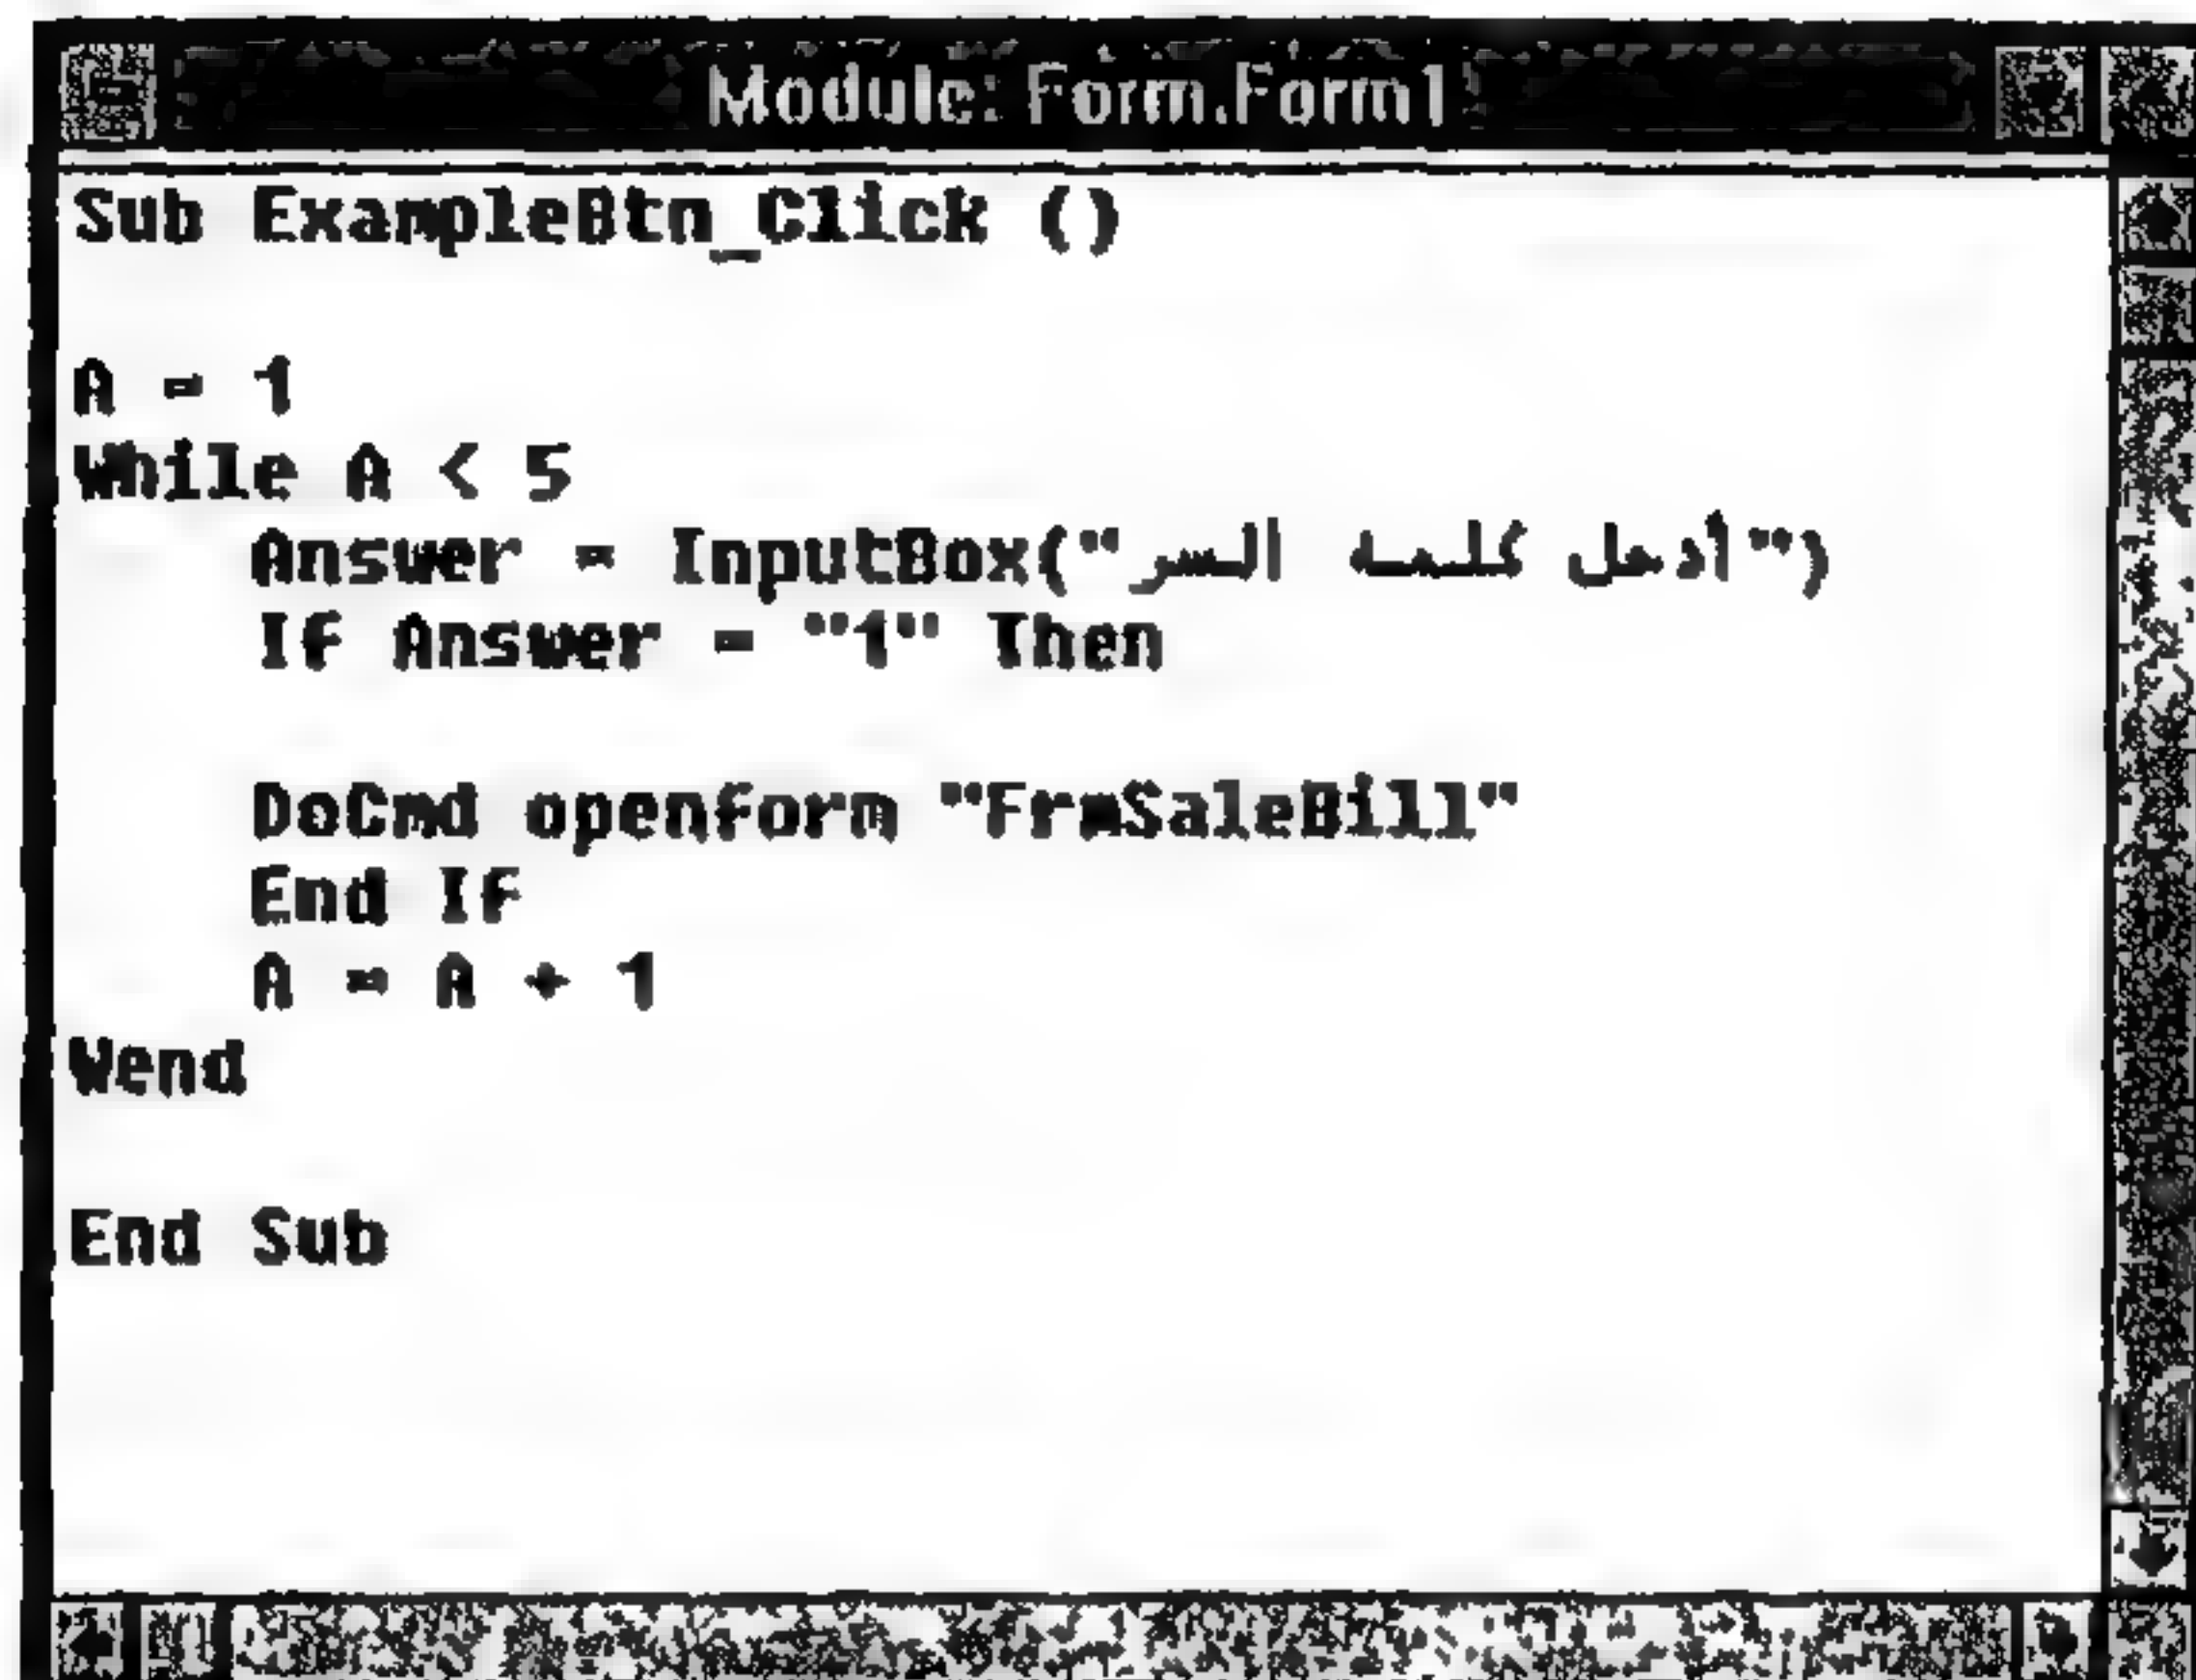 Module: Form.Form1
Sub ExampleBtn_Click ()
A = 1
While A < 5
Answer = InputBox("أدخل كلمه السر")
If Answer = "1" Then
DoCmd openform "FrmSaleBill"
End If
A = A + 1
Wend
End Sub